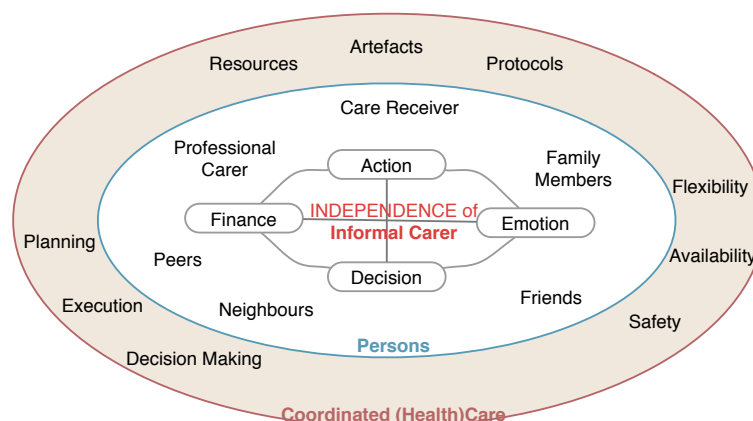 Artefacts
Resources
Protocols
Care Receiver
Professional
Carer
Action
Family
Members
Flexibility
Finance
INDEPENDENCE of
Informal Carer
Emotion
Planning
Peers
Availability
Decision
Execution
Neighbours
Friends
Safety
Persons
Decision Making
Coordinated (Health)Care